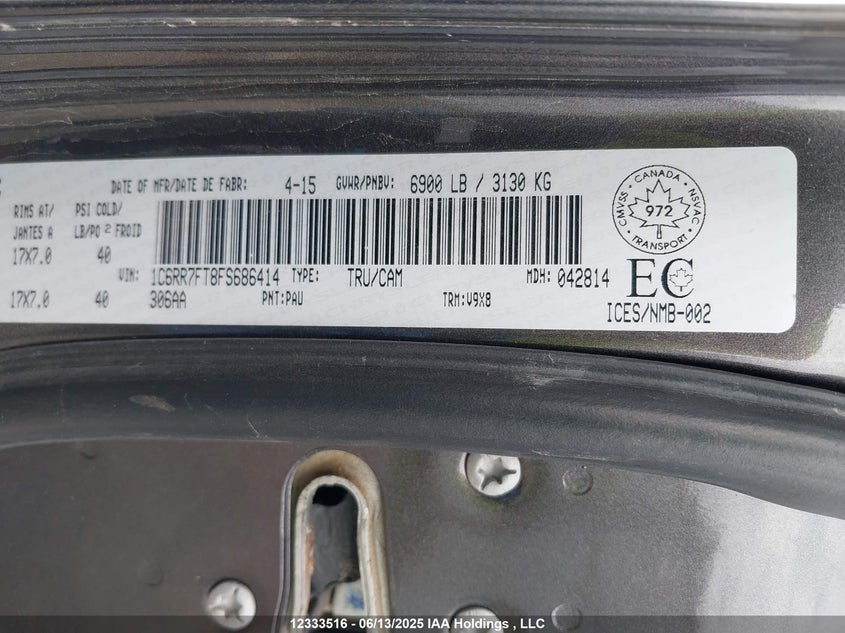 DATE OF MFR/DATE DE FABR: 4-15 GVWR/PNBV: 6900 LB / 3130 KG
RIMS AT/ PSI COLD/
JANTES A LB/PO 2 FROID
17X7.0 40
VIN: 1C6RR7FT8FS686414 TYPE: TRU/CAM MDH: 042814
17X7.0 40 306AA PNT:PAU TRM:V9X8
CANADA
CMVSS 972 NSVAC
TRANSPORT
EC
ICES/NMB-002
12333516 - 06/13/2025 IAA Holdings , LLC